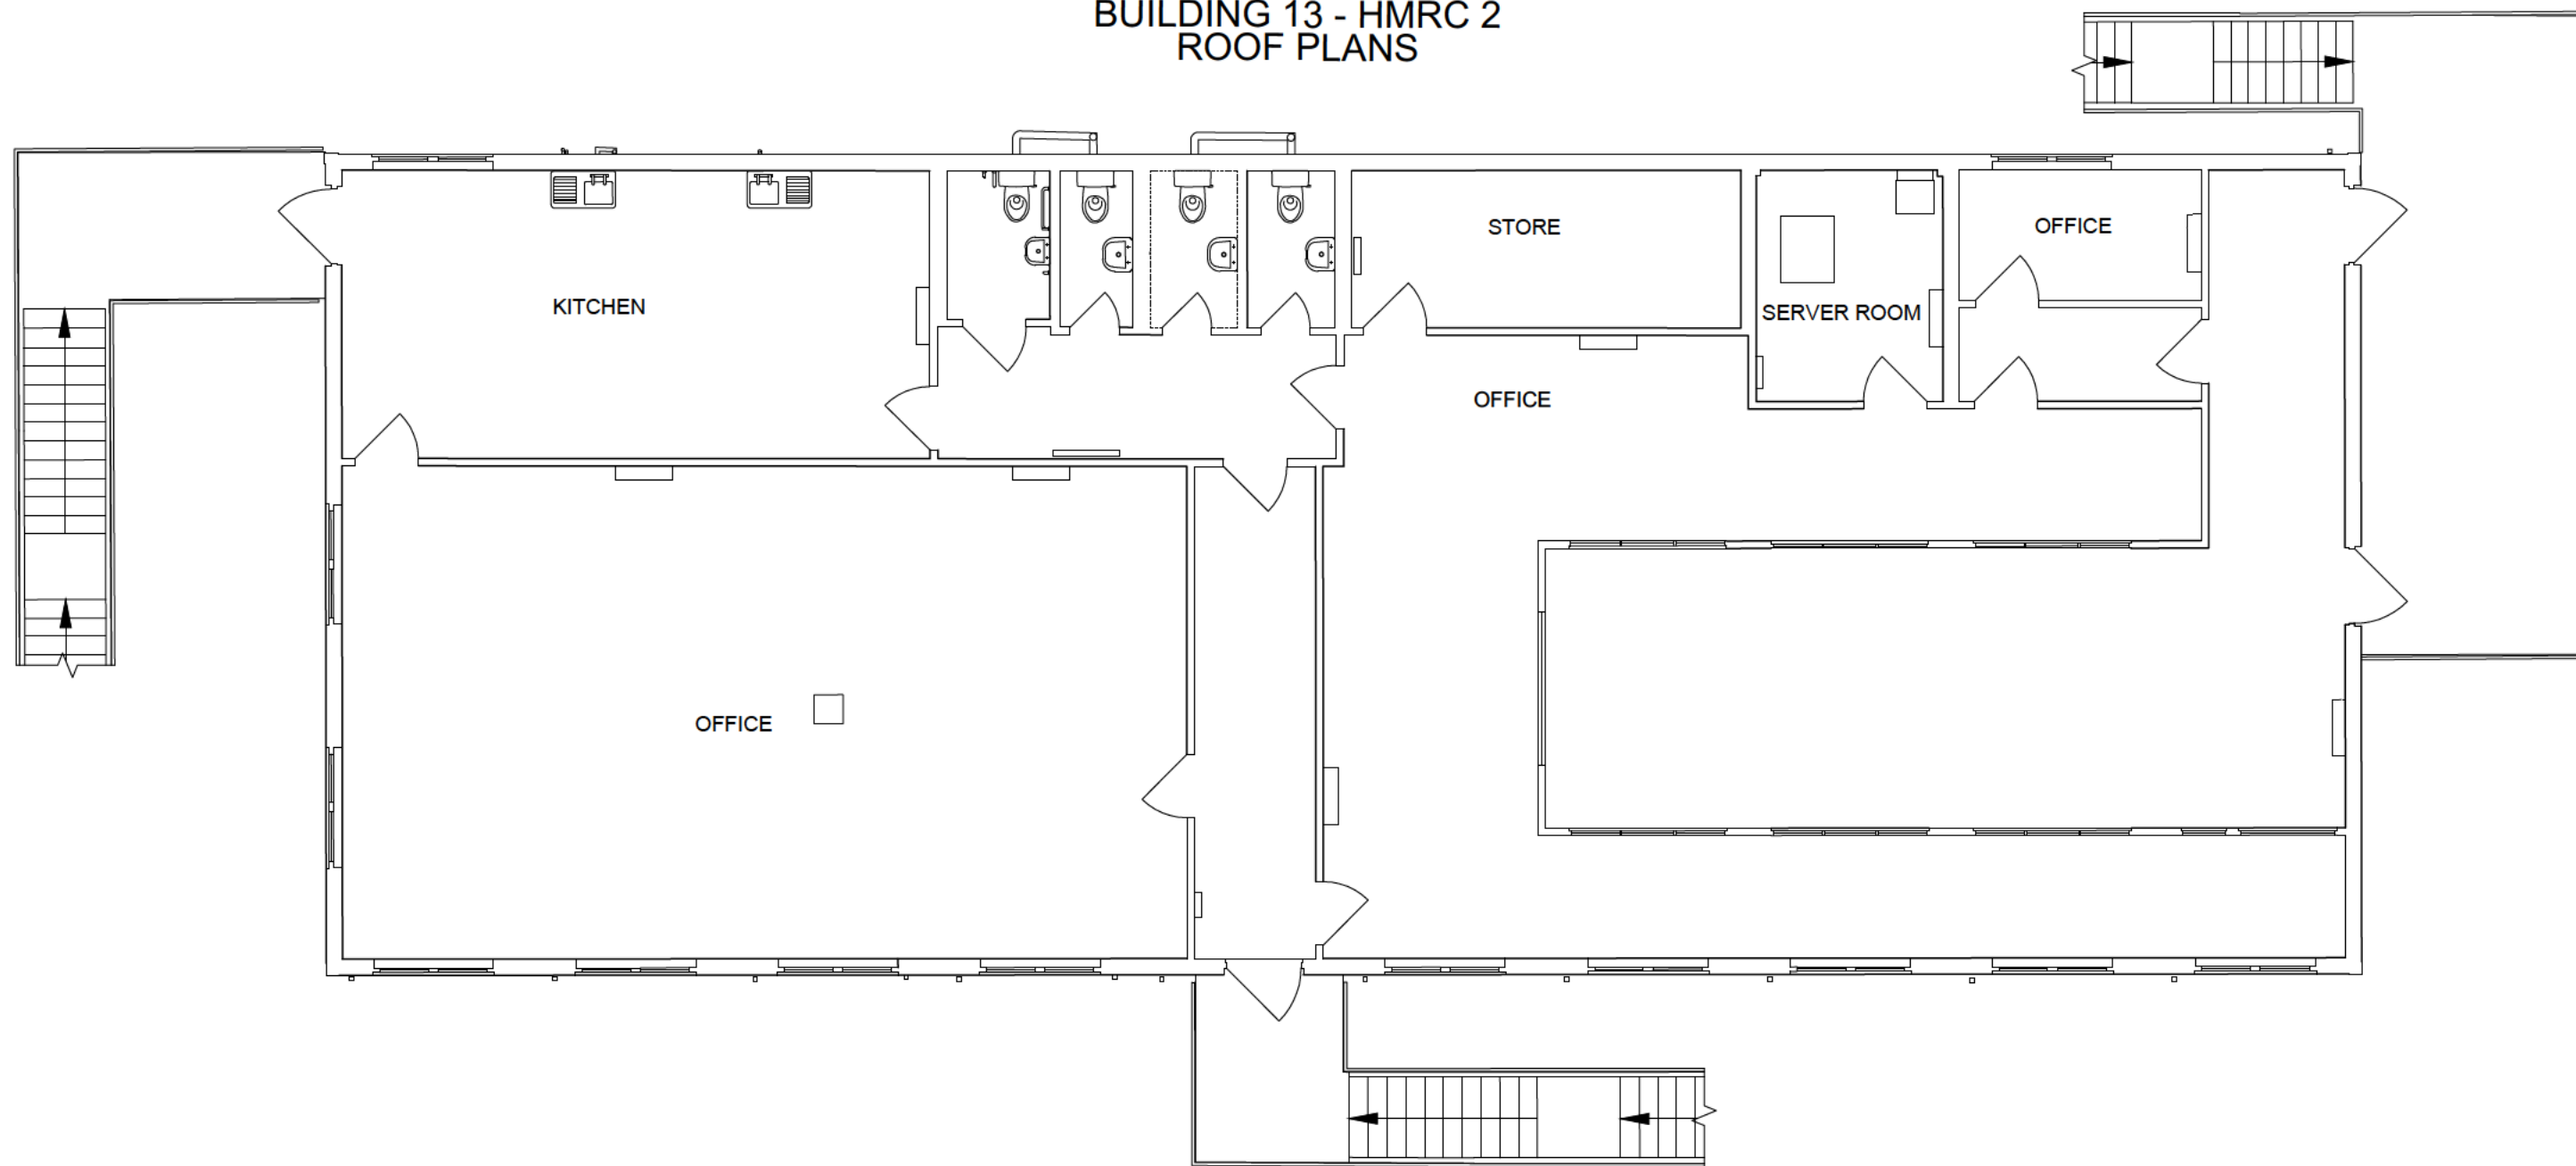 BUILDING 13 - HMRC 2
ROOF PLANS
STORE
OFFICE
KITCHEN
SERVER ROOM
OFFICE
OFFICE